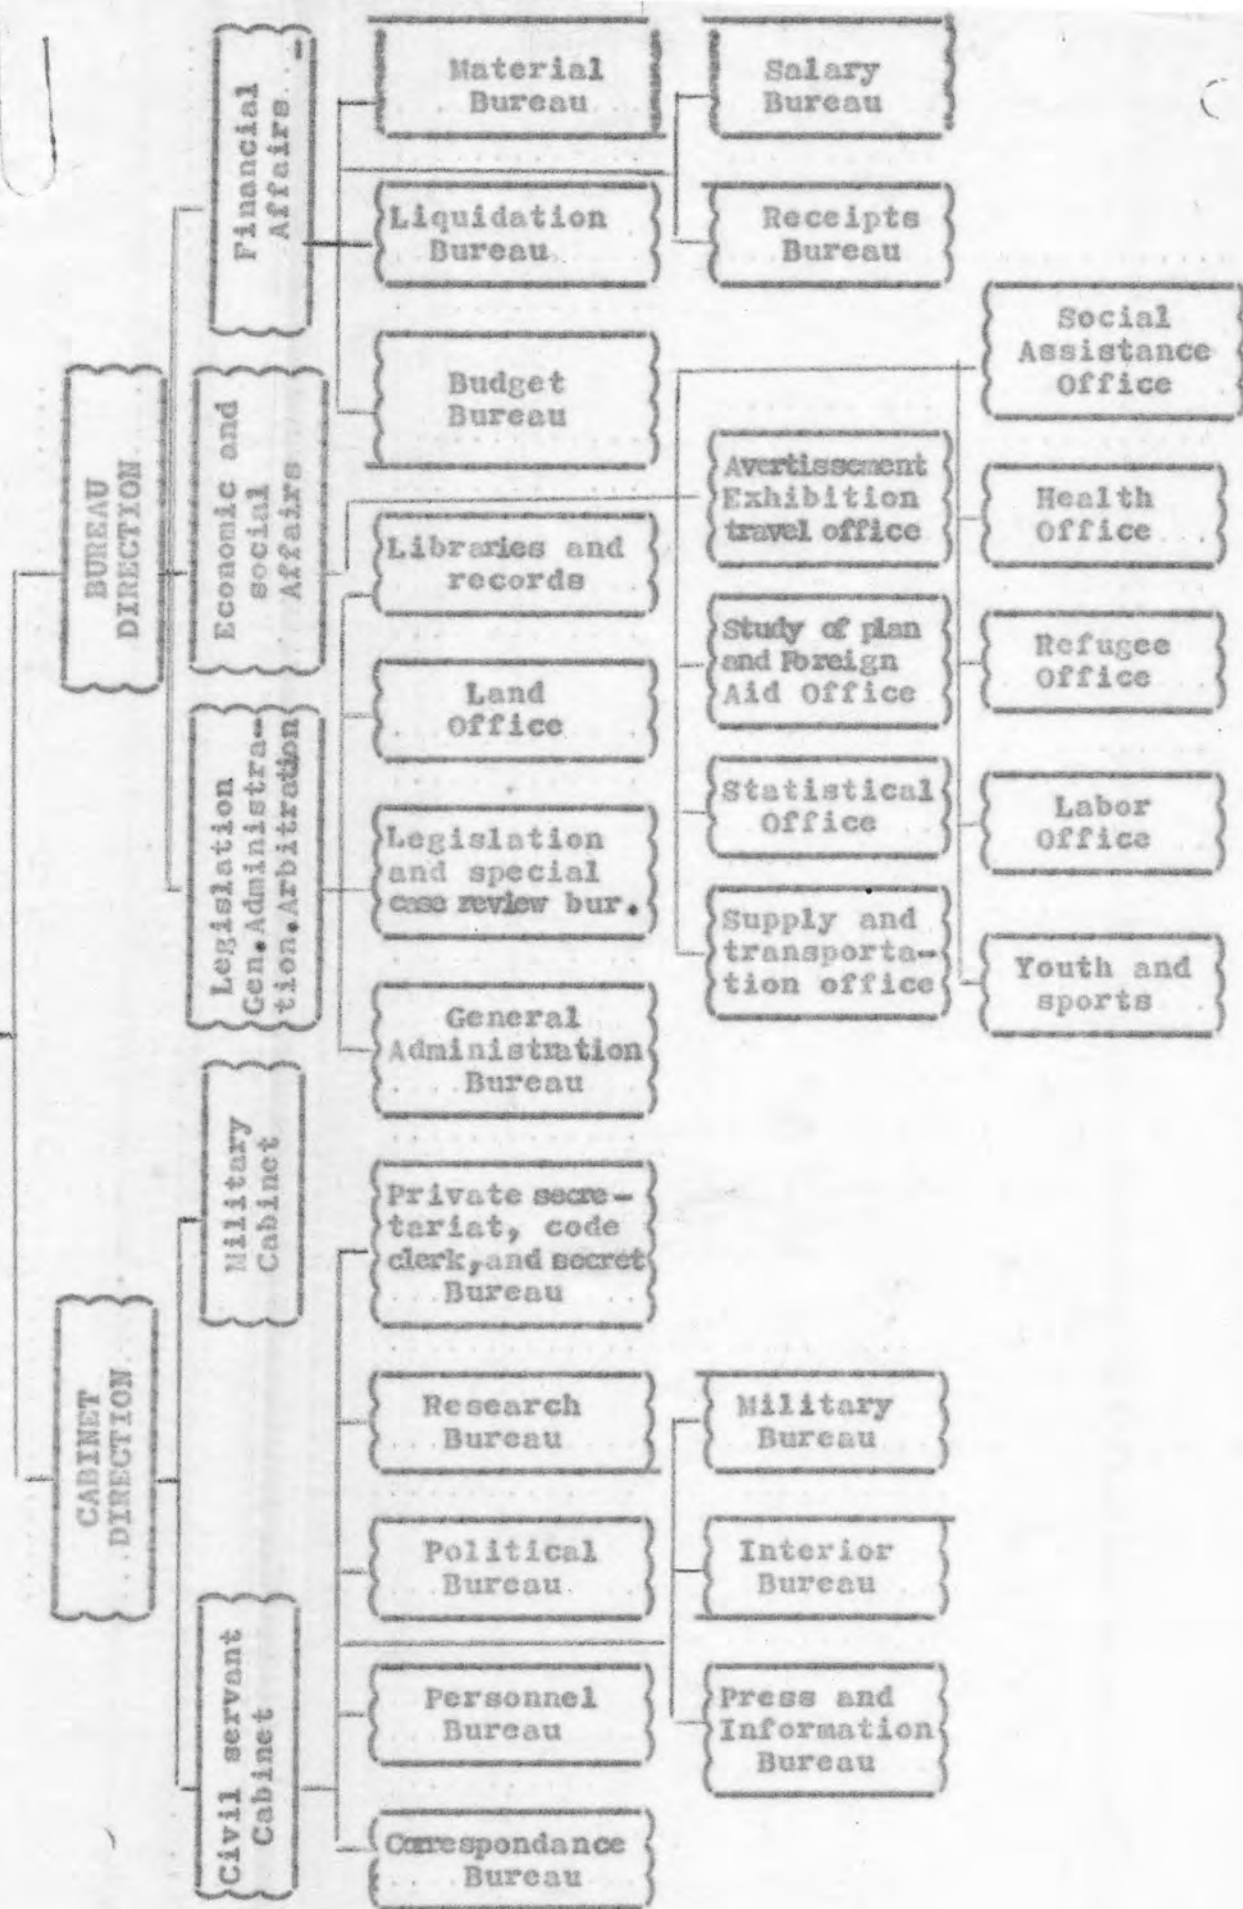 BUREAU
DIRECTION
Financial
Affairs
Economic and
social
Affairs
Legislation
Gen.Administra-
tion.Arbitration
Material
Bureau
Salary
Bureau
Liquidation
Bureau
Receipts
Bureau
Budget
Bureau
Social
Assistance
Office
Avertissement
Exhibition
travel office
Health
Office
Libraries and
records
Study of plan
and Foreign
Aid Office
Refugee
Office
Land
Office
Statistical
Office
Labor
Office
Legislation
and special
case review bur.
Supply and
transporta-
tion office
Youth and
sports
General
Administration
Bureau
CABINET
DIRECTION
Military
Cabinet
Civil servant
Cabinet
Private secre-
tariat, code
clerk,and secret
Bureau
Research
Bureau
Military
Bureau
Political
Bureau
Interior
Bureau
Personnel
Bureau
Press and
Information
Bureau
Correspondance
Bureau